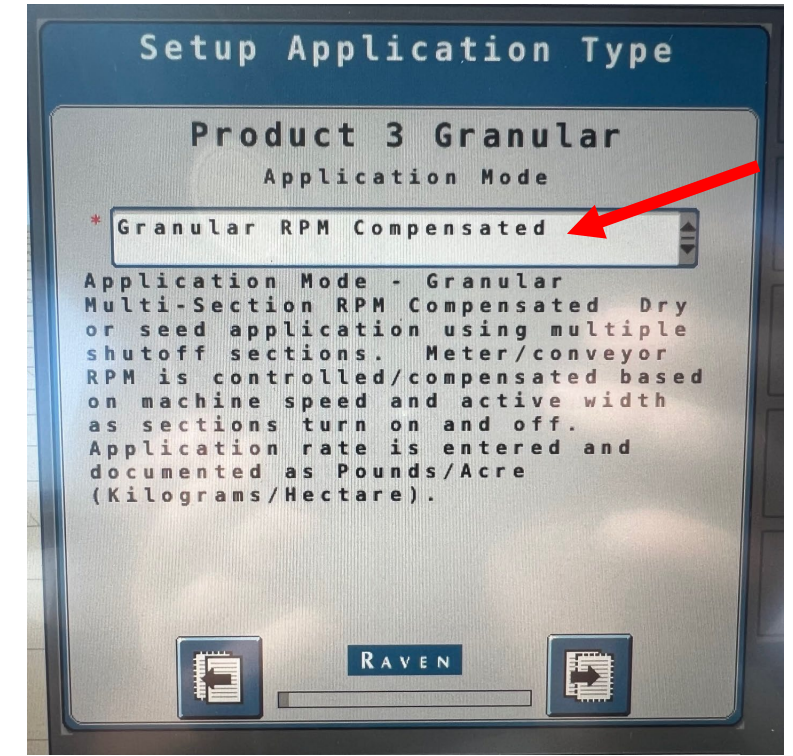 Setup Application Type
Product 3 Granular
Application Mode
* Granular RPM Compensated
Application Mode - Granular
Multi-Section RPM Compensated Dry
or seed application using multiple
shutoff sections. Meter/conveyor
RPM is controlled/compensated based
on machine speed and active width
as sections turn on and off.
Application rate is entered and
documented as Pounds/Acre
(Kilograms/Hectare).
RAVEN